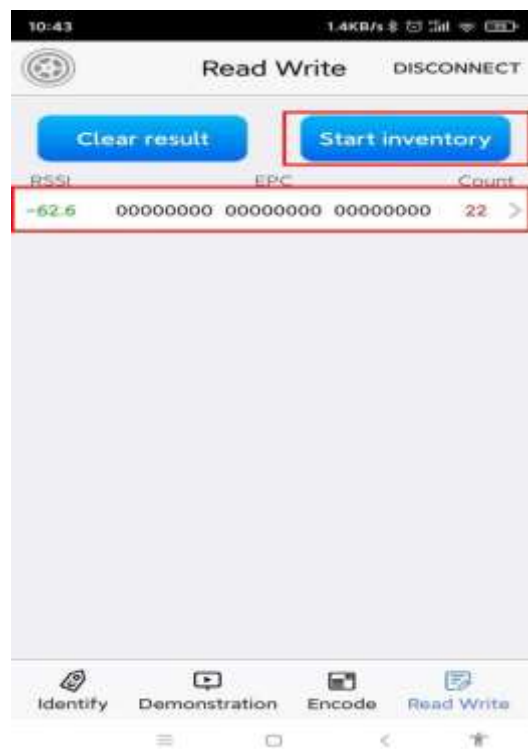 10:43 1.4KB/s
Read Write DISCONNECT
Clear result Start inventory
RSSI EPC Count
-62.6 00000000 00000000 00000000 22
Identify Demonstration Encode Read Write